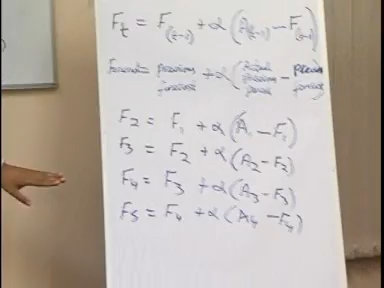 Fₜ = F₍ₜ₋₁₎ + α (A₍ₜ₋₁₎ − F₍ₜ₋₁₎)
Forecast = previous forecast + α (actual previous period − previous forecast)
F₂ = F₁ + α (A − F₁)
F₃ = F₂ + α (A₂ − F₂)
F₄ = F₃ + α (A₃ − F₃)
F₅ = F₄ + α (A₄ − F₄)